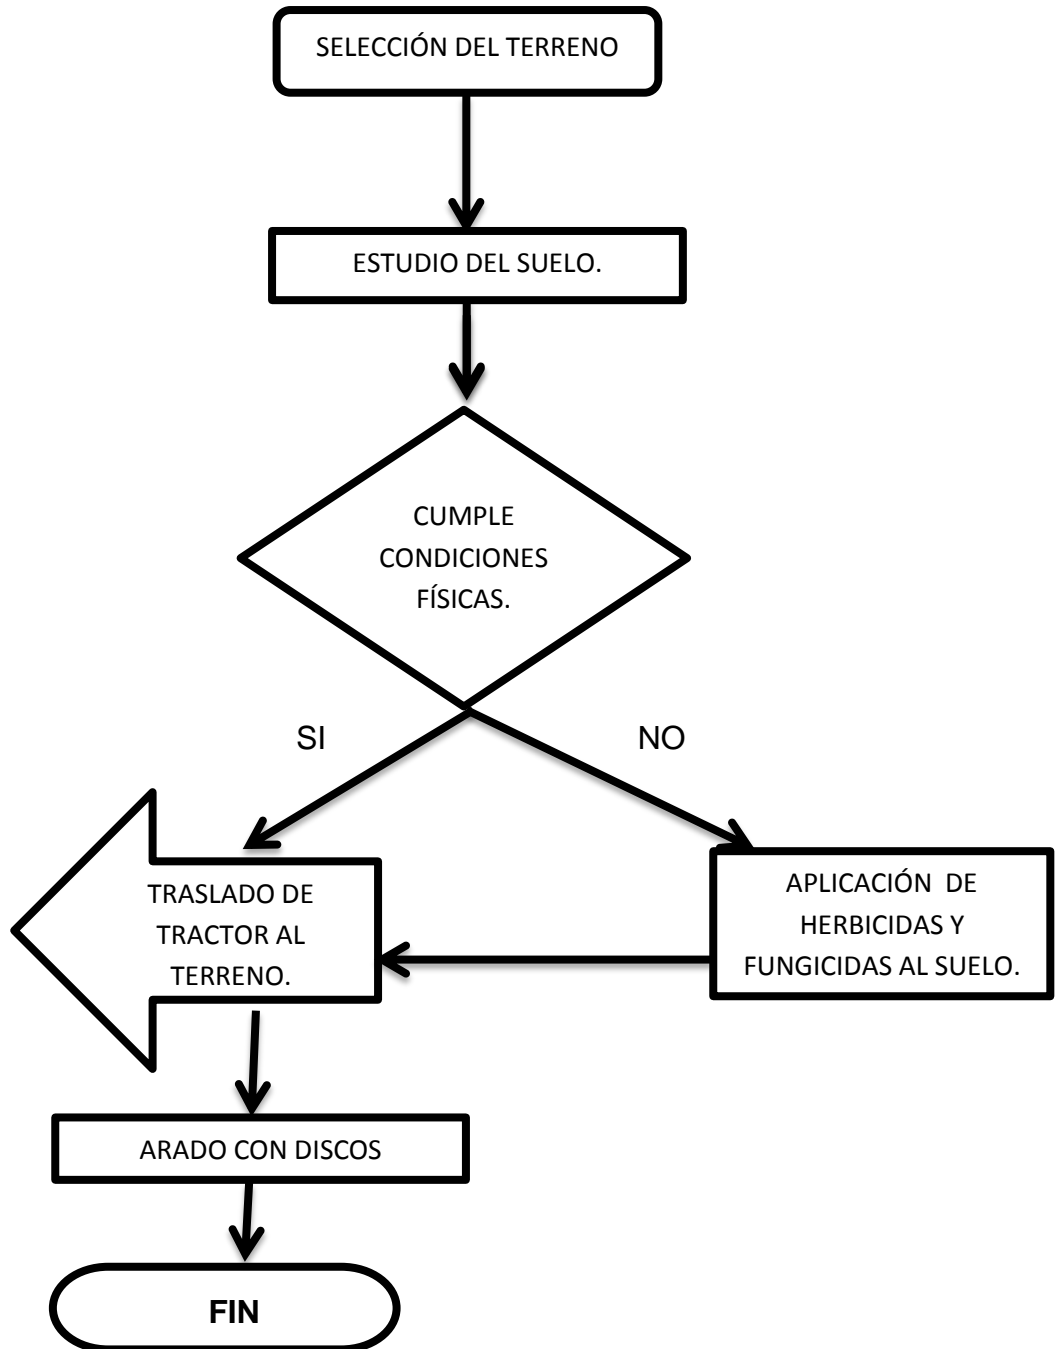 SELECCIÓN DEL TERRENO
ESTUDIO DEL SUELO.
CUMPLE
CONDICIONES
FÍSICAS.
SI
NO
TRASLADO DE
TRACTOR AL
TERRENO.
APLICACIÓN DE
HERBICIDAS Y
FUNGICIDAS AL SUELO.
ARADO CON DISCOS
FIN